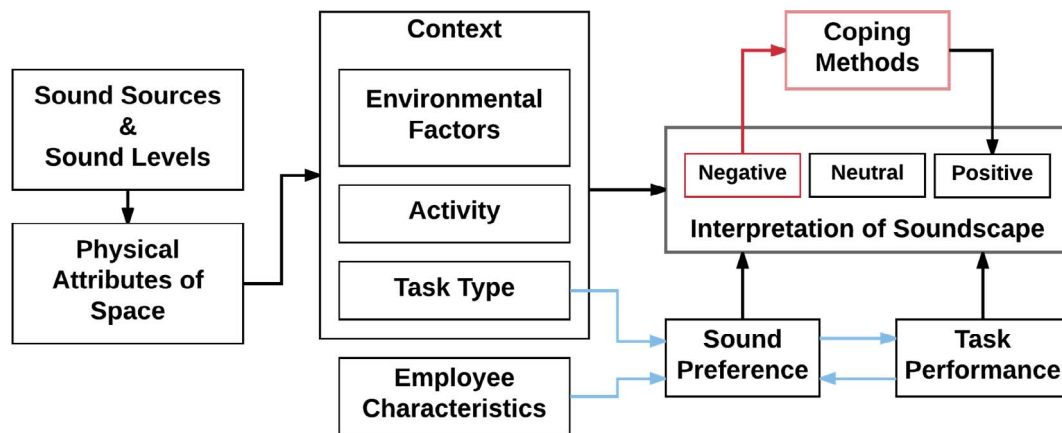 Sound Sources
&
Sound Levels
Physical
Attributes of
Space
Context
Environmental
Factors
Activity
Task Type
Employee
Characteristics
Coping
Methods
Negative
Neutral
Positive
Interpretation of Soundscape
Sound
Preference
Task
Performance